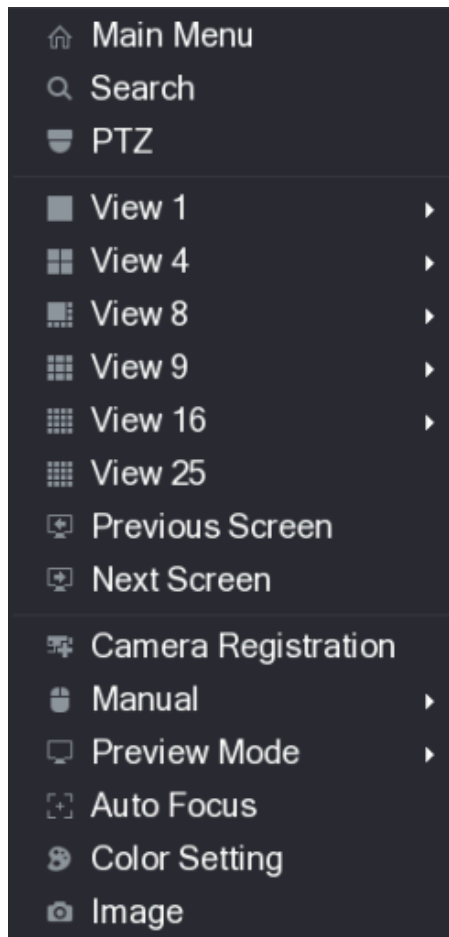 Main Menu
Search
PTZ
View 1
View 4
View 8
View 9
View 16
View 25
Previous Screen
Next Screen
Camera Registration
Manual
Preview Mode
Auto Focus
Color Setting
Image